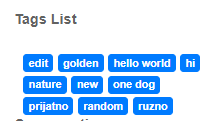 Tags List
edit golden hello world hi
nature new one dog
prijatno random ruzno